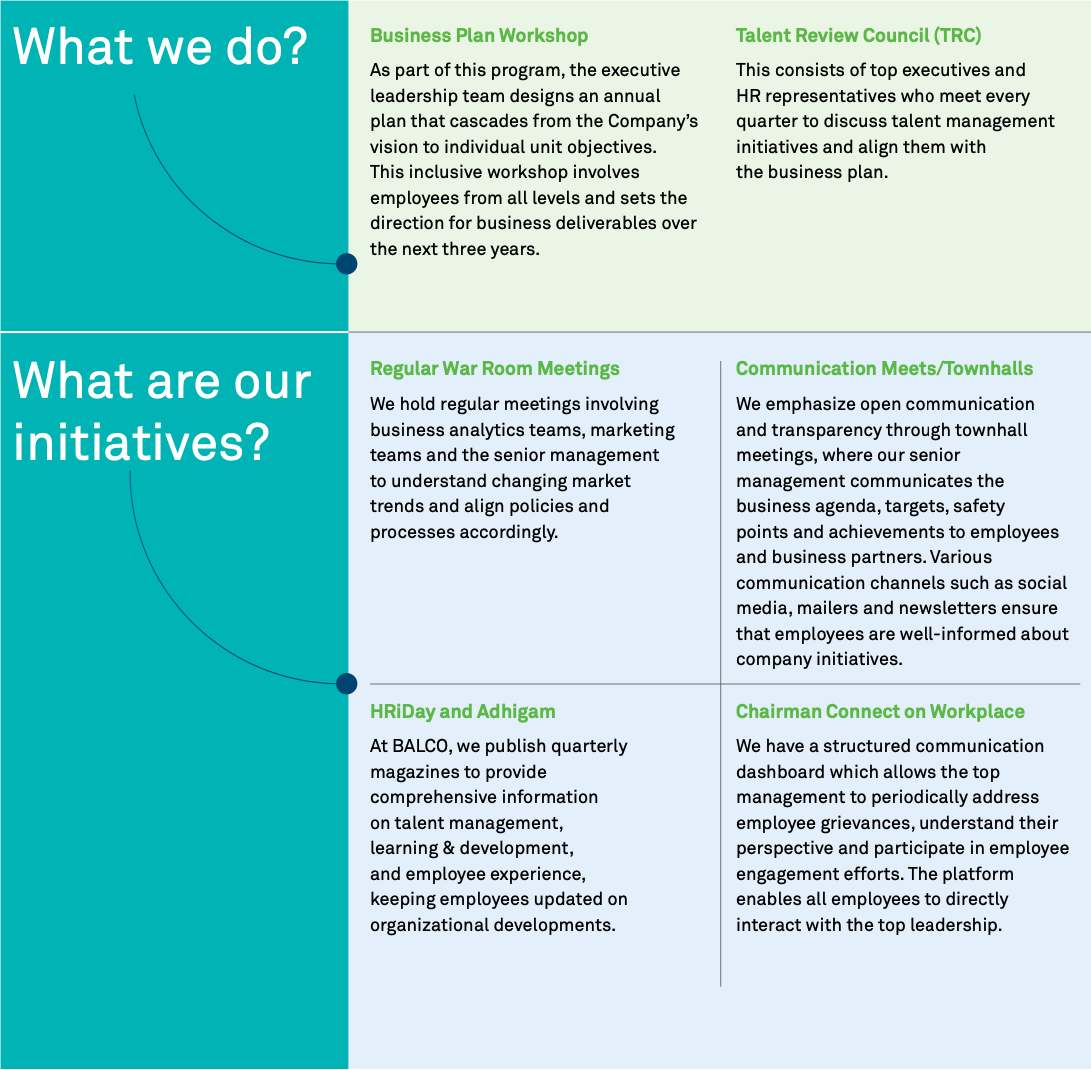 What we do?
Business Plan Workshop
As part of this program, the executive
leadership team designs an annual
plan that cascades from the Company's
vision to individual unit objectives.
This inclusive workshop involves
employees from all levels and sets the
direction for business deliverables over
the next three years.
Talent Review Council (TRC)
This consists of top executives and
HR representatives who meet every
quarter to discuss talent management
initiatives and align them with
the business plan.
What are our
initiatives?
Regular War Room Meetings
We hold regular meetings involving
business analytics teams, marketing
teams and the senior management
to understand changing market
trends and align policies and
processes accordingly.
Communication Meets/Townhalls
We emphasize open communication
and transparency through townhall
meetings, where our senior
management communicates the
business agenda, targets, safety
points and achievements to employees
and business partners. Various
communication channels such as social
media, mailers and newsletters ensure
that employees are well-informed about
company initiatives.
HRiDay and Adhigam
At BALCO, we publish quarterly
magazines to provide
comprehensive information
on talent management,
learning & development,
and employee experience,
keeping employees updated on
organizational developments.
Chairman Connect on Workplace
We have a structured communication
dashboard which allows the top
management to periodically address
employee grievances, understand their
perspective and participate in employee
engagement efforts. The platform
enables all employees to directly
interact with the top leadership.